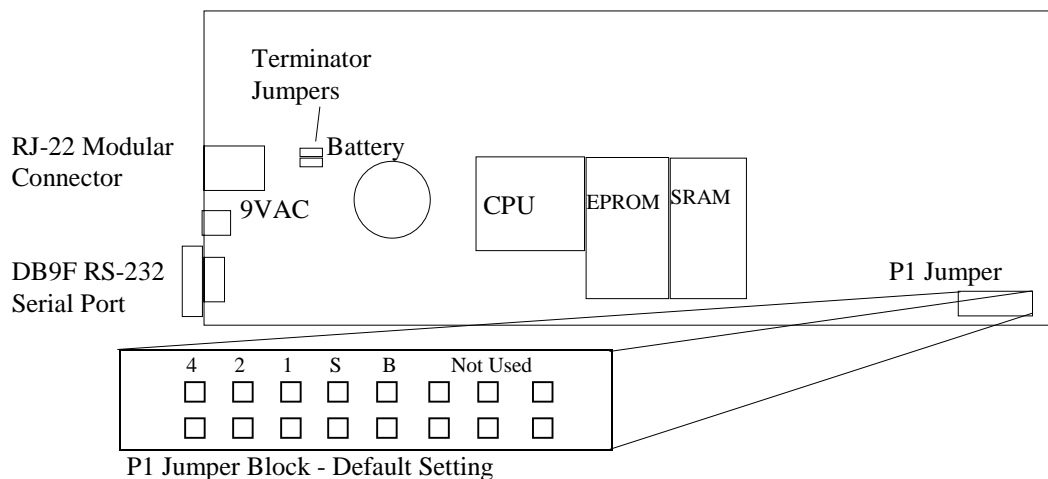 Terminator
Jumpers
RJ-22 Modular
Connector
Battery
9VAC
CPU
EPROM
SRAM
DB9F RS-232
Serial Port
P1 Jumper
4 2 1 S B Not Used
P1 Jumper Block - Default Setting